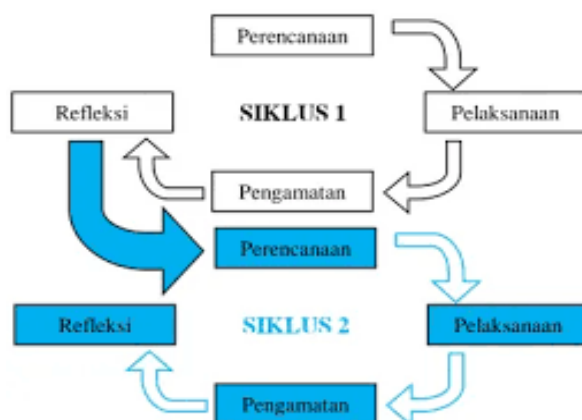 Perencanaan
Refleksi
SIKLUS 1
Pelaksanaan
Pengamatan
Perencanaan
Refleksi
SIKLUS 2
Pelaksanaan
Pengamatan